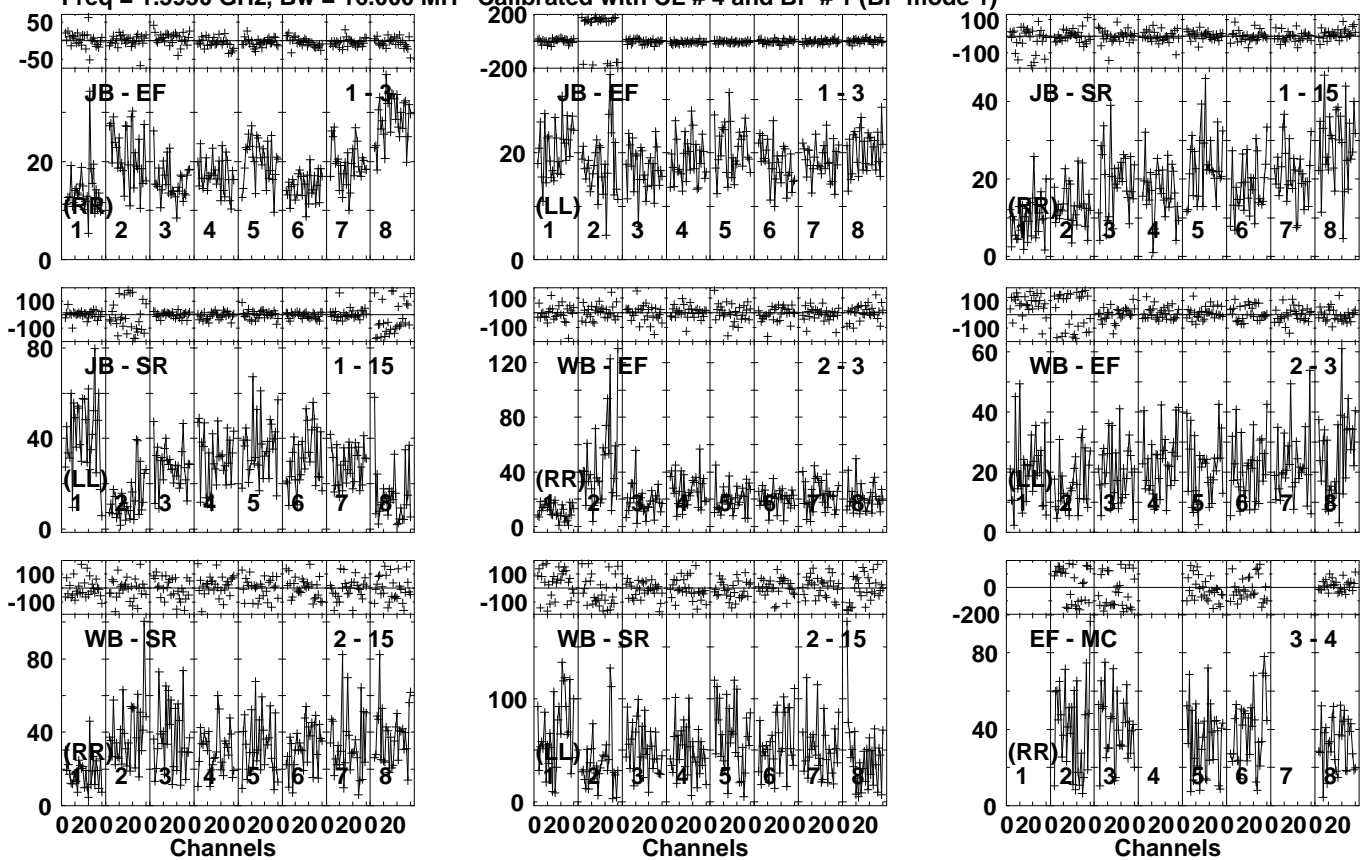 Freq = 1.5950 GHz, Bw = 16.000 MH Calibrated with CL # 4 and BP # 1 (BP mode 1)
50 200 100
-50 -200 -100
JB - EF 1 - 3 JB - EF 1 - 3 JB - SR 1 - 15
40
20 20 20
(RR) (LL) (RR)
1 2 3 4 5 6 7 8 1 2 3 4 5 6 7 8 1 2 3 4 5 6 7 8
0 0 0
100 100 100
-100 -100 -100
80 120 60
JB - SR 1 - 15 WB - EF 2 - 3 WB - EF 2 - 3
80
40 40 40
20
(LL) (RR) (LL)
1 2 3 4 5 6 7 8 1 2 3 4 5 6 7 8 1 2 3 4 5 6 7 8
0 0 0
100 100 0
-100 -100 -200
WB - SR 2 - 15 WB - SR 2 - 15 EF - MC 3 - 4
80 80
100
40 40
(RR) (LL) (RR)
1 2 3 4 5 6 7 8 1 2 3 4 5 6 7 8 1 2 3 4 5 6 7 8
0 0 0
0 20 0 20 0 20 0 20 0 20 0 20 0 20 0 20 0 20 0 20 0 20 0 20 0 20 0 20 0 20 0 20 0 20 0 20 0 20 0 20 0 20 0 20 0 20 0 20
Channels Channels Channels